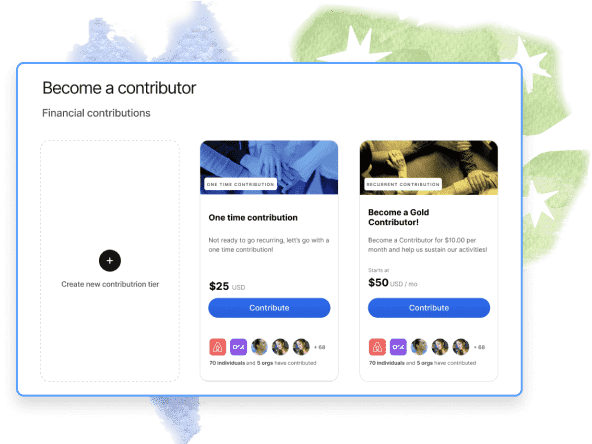 Become a contributor
Financial contributions
+
Create new contributrion tier
ONE TIME CONTRIBUTION
One time contribution
Not ready to go recurring, lett's go with a
one time contribution!
$25 USD
Contribute
+ 68
70 individuals and 5 orgs have contributed
RECURRENT CONTRIBUTION
Become a Gold
Contributor!
Become a Contributor for $10.00 per
month and help us sustain our activities!
Starts at
$50 USD / mo
Contribute
+ 68
70 individuals and 5 orgs have contributed